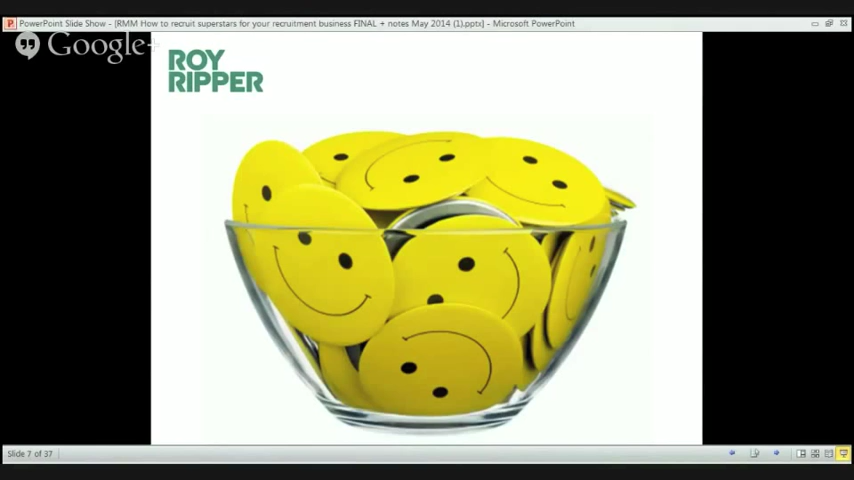 PowerPoint Slide Show - [RMM How to recruit superstars for your recruitment business FINAL + notes May 2014 (1).pptx] - Microsoft PowerPoint
Google+
ROY
RIPPER
Slide 7 of 37